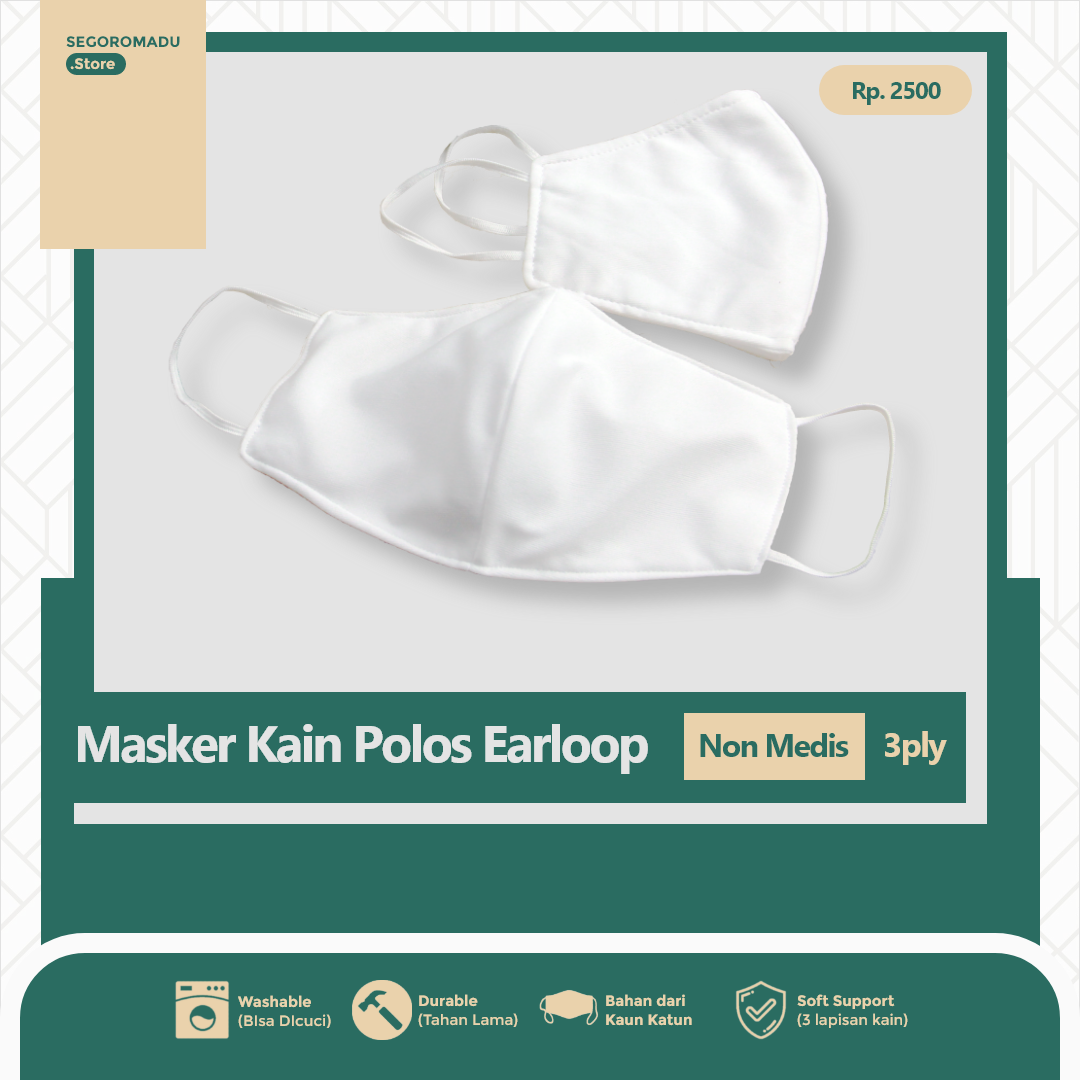 SEGOROMADU
.Store
Rp. 2500
Masker Kain Polos Earloop
Non Medis
3ply
Washable
(BIsa DIcuci)
Durable
(Tahan Lama)
Bahan dari
Kaun Katun
Soft Support
(3 lapisan kain)